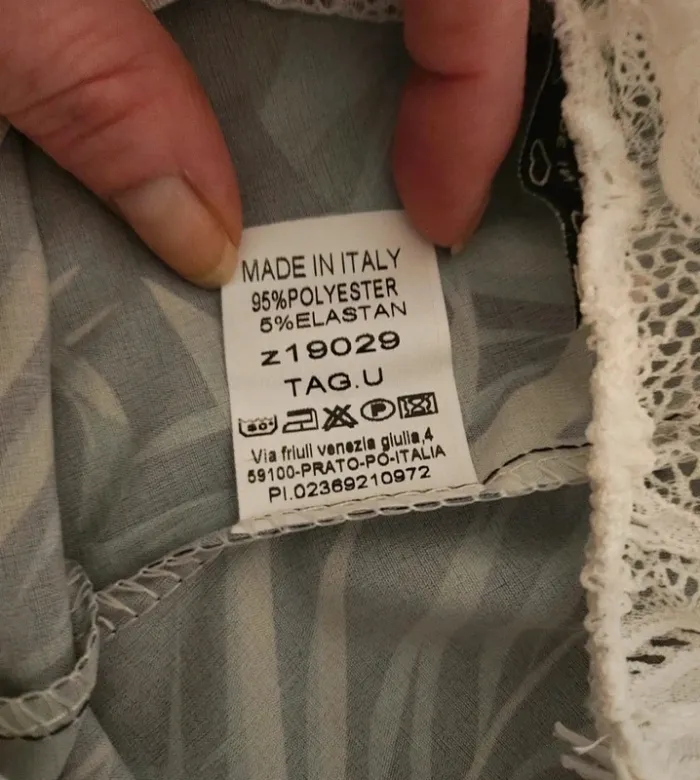 MADE IN ITALY
95%POLYESTER
5%ELASTAN
z19029
TAG.U
P
Via friuli venezia giulia,4
59100-PRATO-PO-ITALIA
PI.02369210972